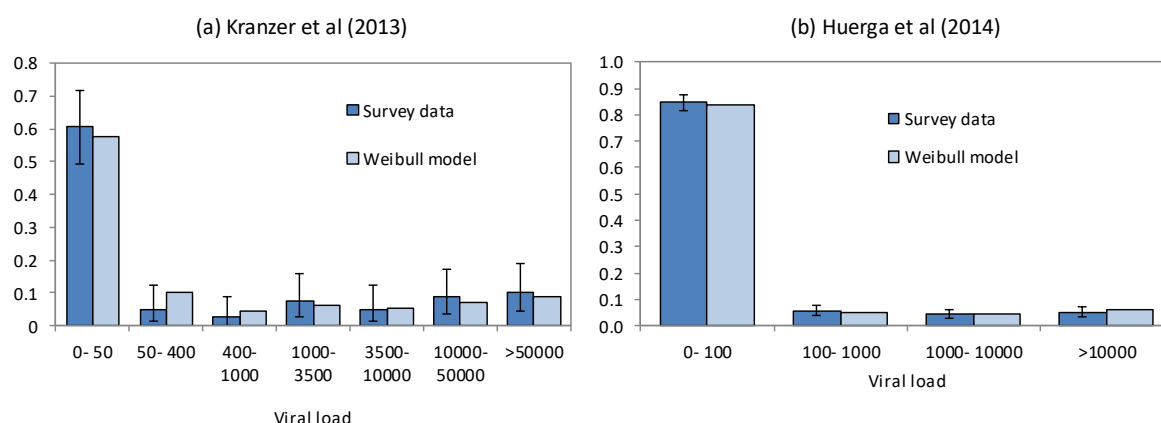 (a) Kranzer et al (2013)
0.8
0.7
0.6
0.5
0.4
0.3
0.2
0.1
0
Survey data
Weibull model
0- 50 50- 400 400- 1000- 3500- 10000- >50000
1000 3500 10000 50000
Viral load
(b) Huerga et al (2014)
1.0
0.9
0.8
0.7
0.6
0.5
0.4
0.3
0.2
0.1
0.0
Survey data
Weibull model
0- 100 100- 1000 1000- 10000 >10000
Viral load